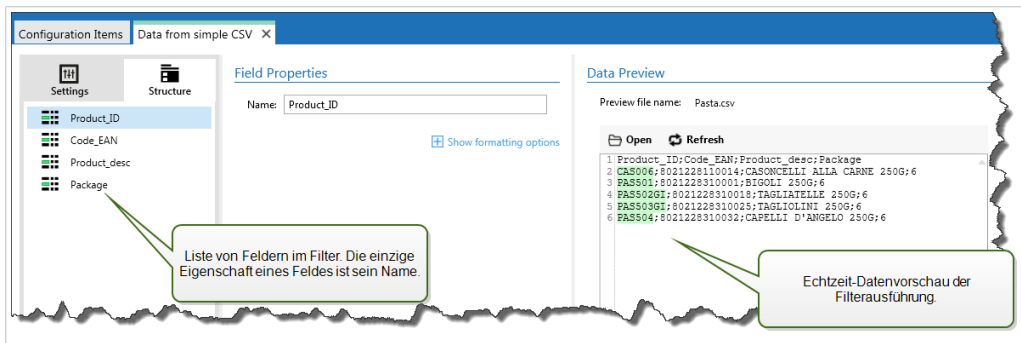 Configuration Items
Data from simple CSV
Settings
Structure
Product_ID
Code_EAN
Product_desc
Package
Field Properties
Name: Product_ID
Show formatting options
Data Preview
Preview file name: Pasta.csv
Open Refresh
1 Product_ID;Code_EAN;Product_desc;Package
2 CAS006;8021228110014;CASONCELLI ALLA CARNE 250G;6
3 PAS501;8021228310001;BIGOLI 250G;6
4 PAS502GI;8021228310018;TAGLIATELLE 250G;6
5 PAS503GI;8021228310025;TAGLIOLINI 250G;6
6 PAS504;8021228310032;CAPELLI D'ANGELO 250G;6
Liste von Feldern im Filter. Die einzige
Eigenschaft eines Feldes ist sein Name.
Echtzeit-Datenvorschau der
Filterausführung.